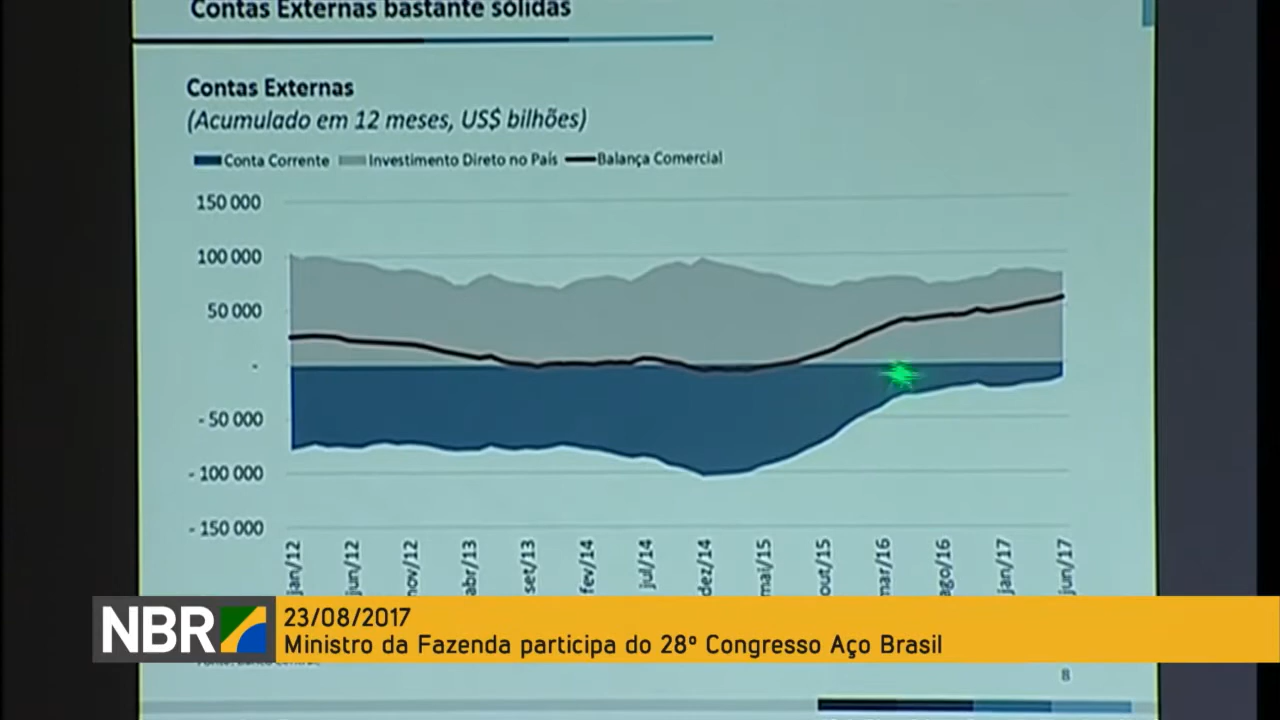 Contas Externas bastante sólidas
Contas Externas
(Acumulado em 12 meses, US$ bilhões)
Conta Corrente Investimento Direto no País Balança Comercial
150 000
100 000
50 000
-
- 50 000
- 100 000
- 150 000
jan/12 jun/12 nov/12 abr/13 set/13 fev/14 jul/14 dez/14 mai/15 out/15 mar/16 ago/16 jan/17 jun/17
NBR
23/08/2017
Ministro da Fazenda participa do 28º Congresso Aço Brasil
8